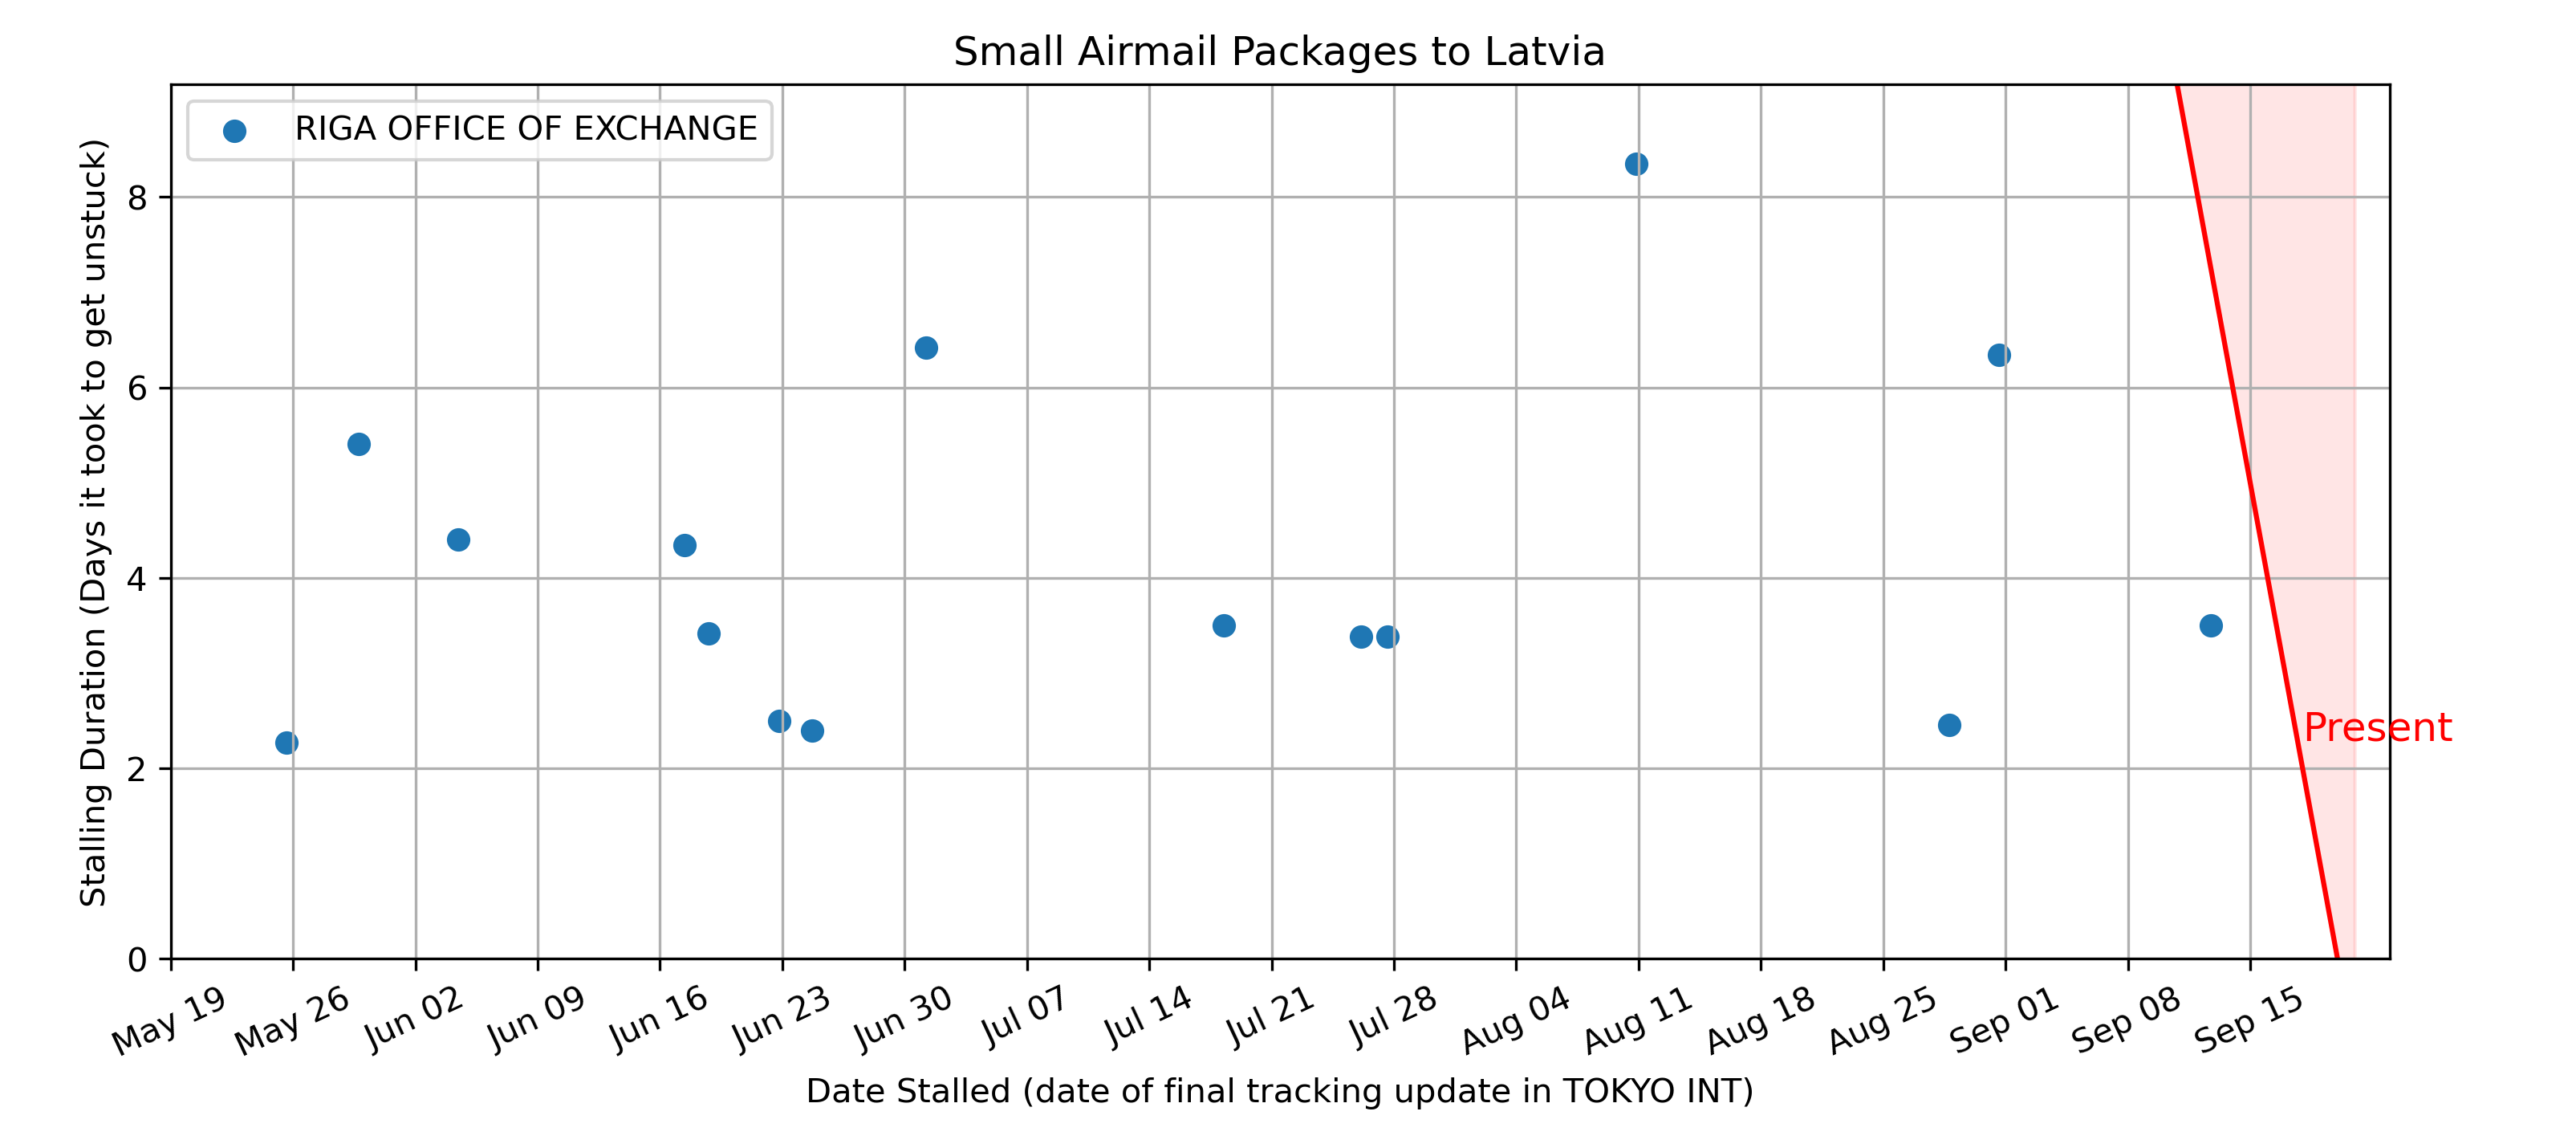 Small Airmail Packages to Latvia
RIGA OFFICE OF EXCHANGE
Stalling Duration (Days it took to get unstuck)
8
6
4
2
0
Present
May 19
May 26
Jun 02
Jun 09
Jun 16
Jun 23
Jun 30
Jul 07
Jul 14
Jul 21
Jul 28
Aug 04
Aug 11
Aug 18
Aug 25
Sep 01
Sep 08
Sep 15
Date Stalled (date of final tracking update in TOKYO INT)